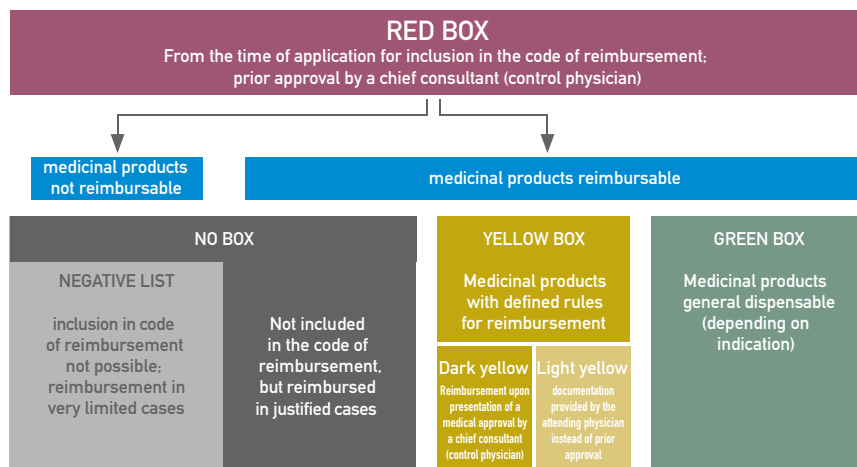 RED BOX
From the time of application for inclusion in the code of reimbursement;
prior approval by a chief consultant (control physician)
medicinal products
not reimbursable
medicinal products reimbursable
NO BOX
NEGATIVE LIST
inclusion in code
of reimbursement
not possible;
reimbursement in
very limited cases
Not included
in the code of
reimbursement,
but reimbursed
in justified cases
YELLOW BOX
Medicinal products
with defined rules
for reimbursement
Dark yellow
Reimbursement upon
presentation of a
medical approval by
a chief consultant
(control physician)
Light yellow
documentation
provided by the
attending physician
instead of prior
approval
GREEN BOX
Medicinal products
general dispensable
(depending on
indication)